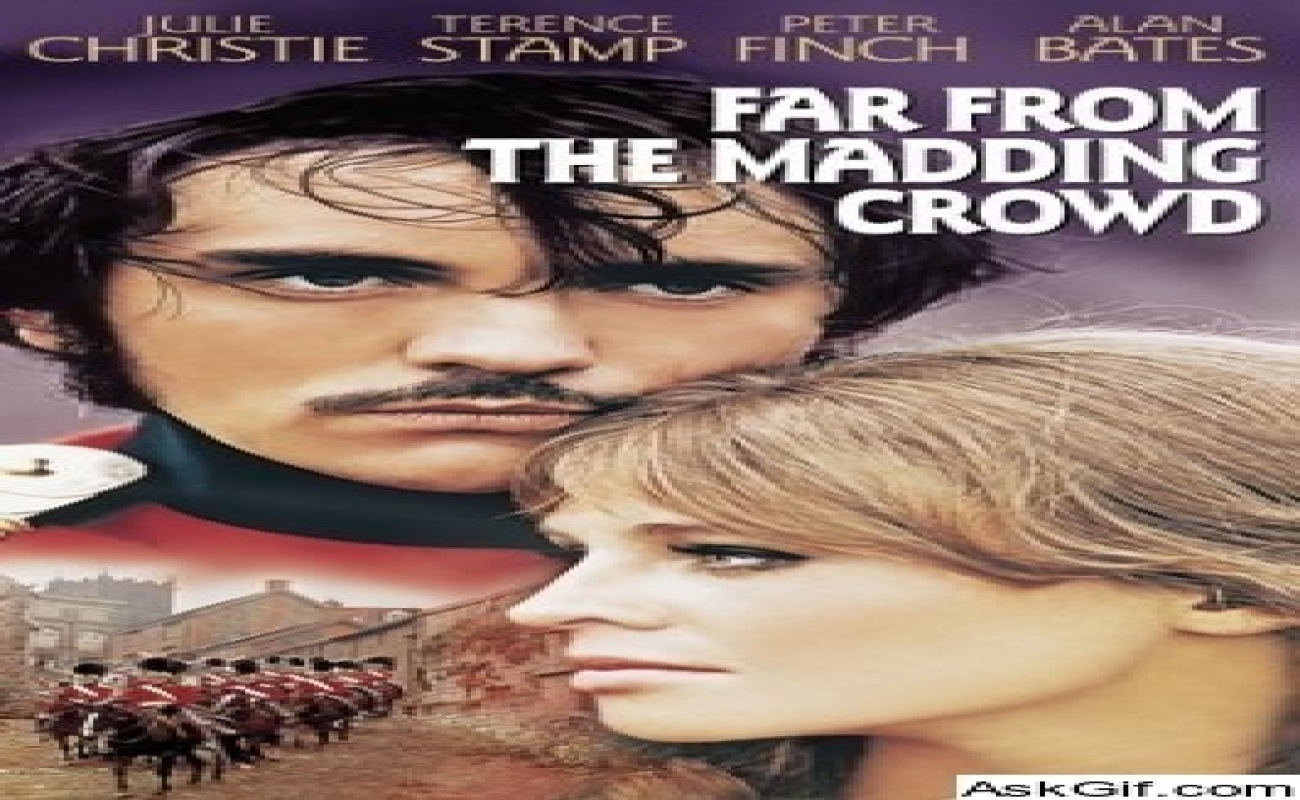 JULIE TERENCE PETER ALAN
CHRISTIE STAMP FINCH BATES
FAR FROM
THE MADDING
CROWD
AskGif.com